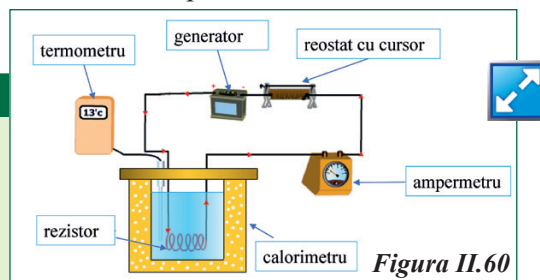 generator
reostat cu cursor
termometru
+ -
13°c
ampermetru
rezistor
calorimetru
Figura II.60